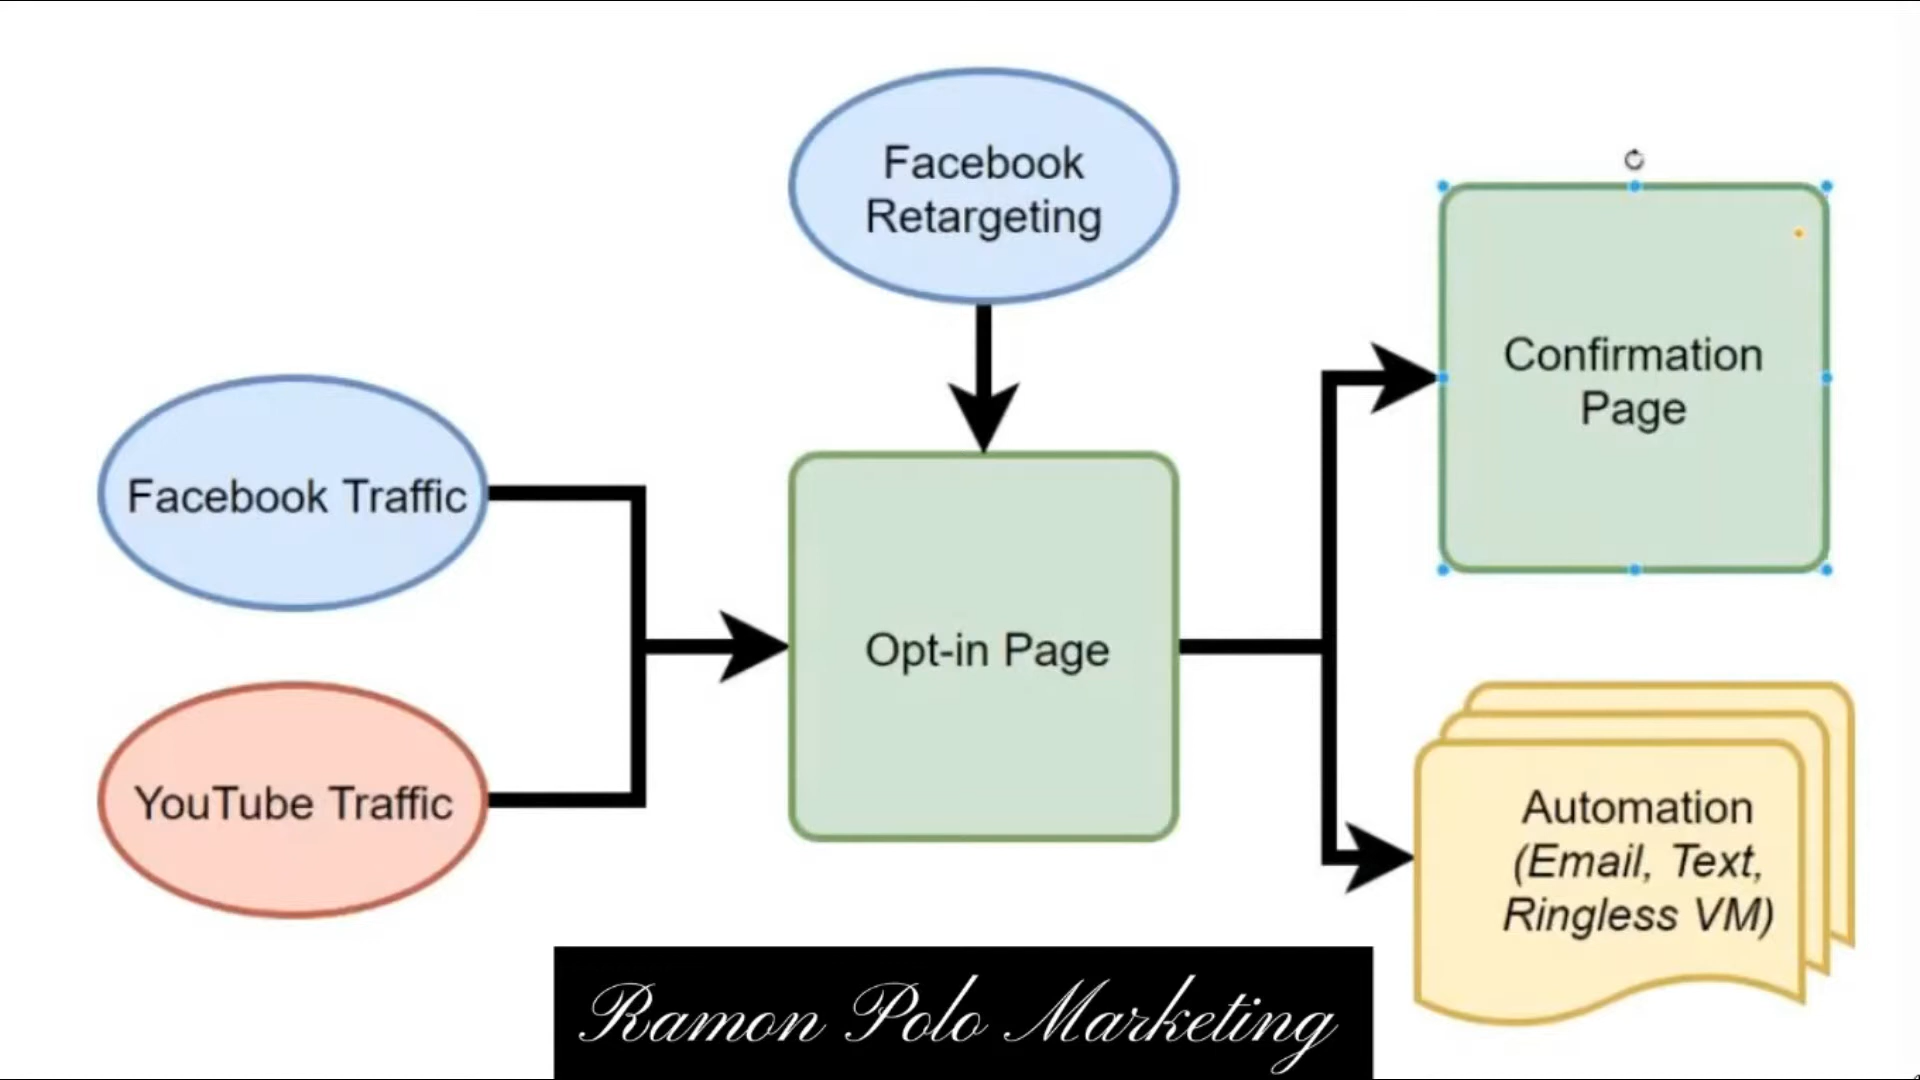 Facebook
Retargeting
Confirmation
Page
Facebook Traffic
Opt-in Page
YouTube Traffic
Automation
(Email, Text,
Ringless VM)
Ramon Polo Marketing